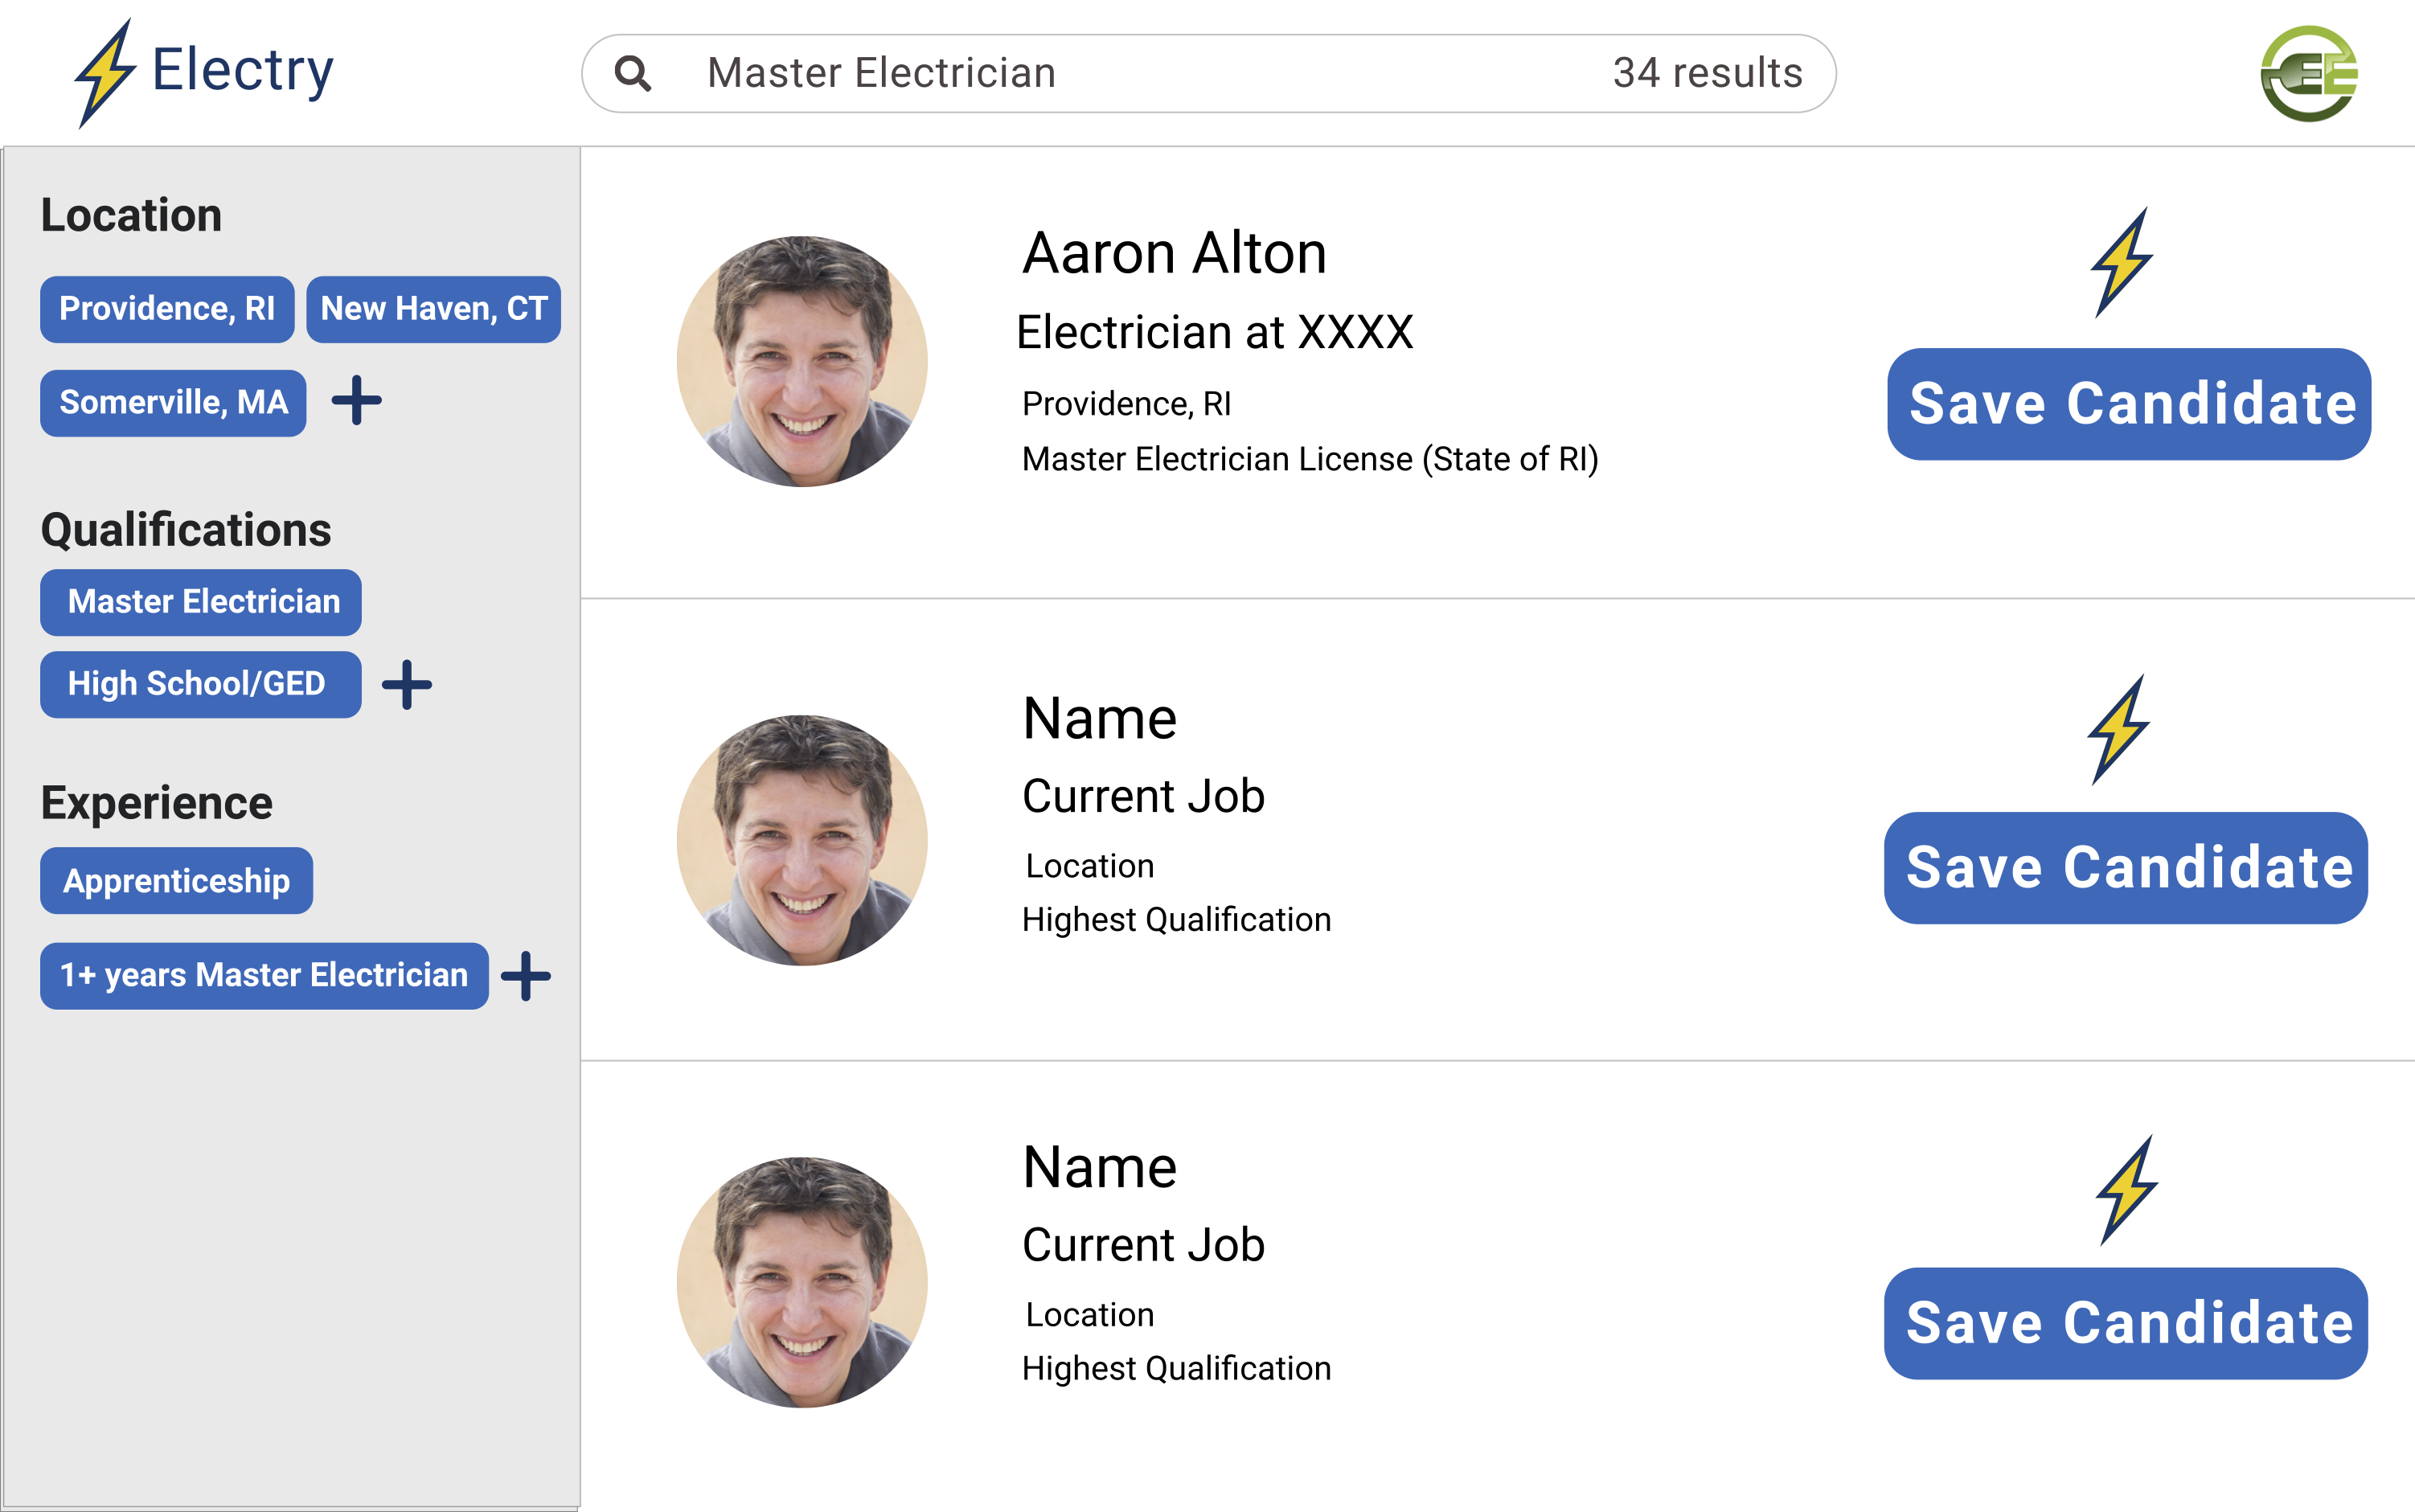 Electry
Master Electrician 34 results
Location
Providence, RI New Haven, CT
Somerville, MA
Qualifications
Master Electrician
High School/GED
Experience
Apprenticeship
1+ years Master Electrician
Aaron Alton
Electrician at XXXX
Providence, RI
Master Electrician License (State of RI)
Save Candidate
Name
Current Job
Location
Highest Qualification
Save Candidate
Name
Current Job
Location
Highest Qualification
Save Candidate